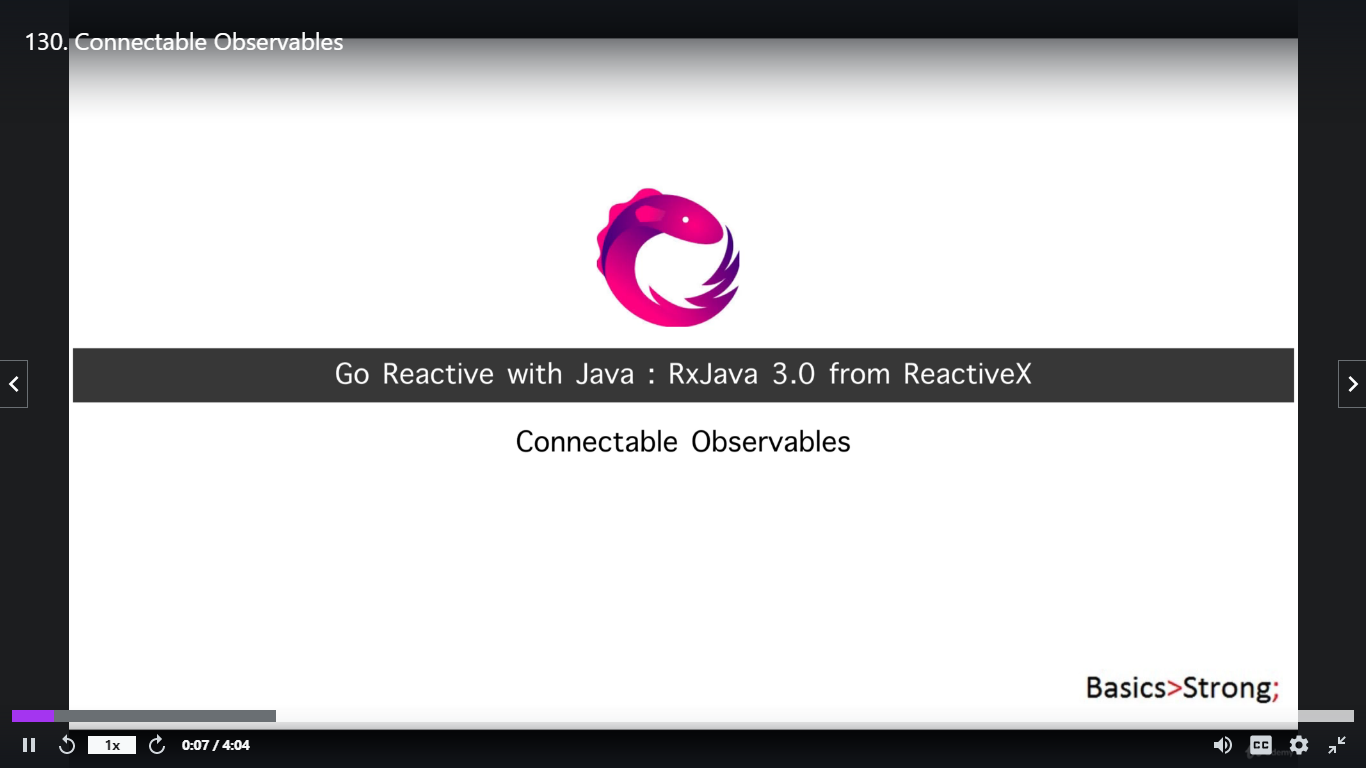 130. Connectable Observables
Go Reactive with Java : RxJava 3.0 from ReactiveX
Connectable Observables
Basics>Strong;
1x
0:07 / 4:04
CC